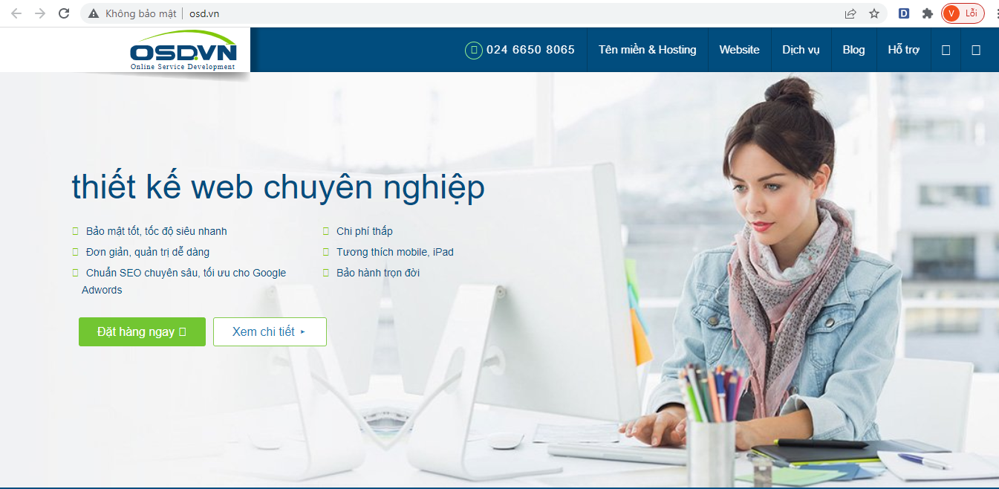 Không bảo mật
osd.vn
V
Lỗi
OSD.VN
Online Service Development
024 6650 8065
Tên miền & Hosting
Website
Dịch vụ
Blog
Hỗ trợ
thiết kế web chuyên nghiệp
Bảo mật tốt, tốc độ siêu nhanh
Chi phí thấp
Đơn giản, quản trị dễ dàng
Tương thích mobile, iPad
Chuẩn SEO chuyên sâu, tối ưu cho Google
Adwords
Bảo hành trọn đời
Đặt hàng ngay
Xem chi tiết ►